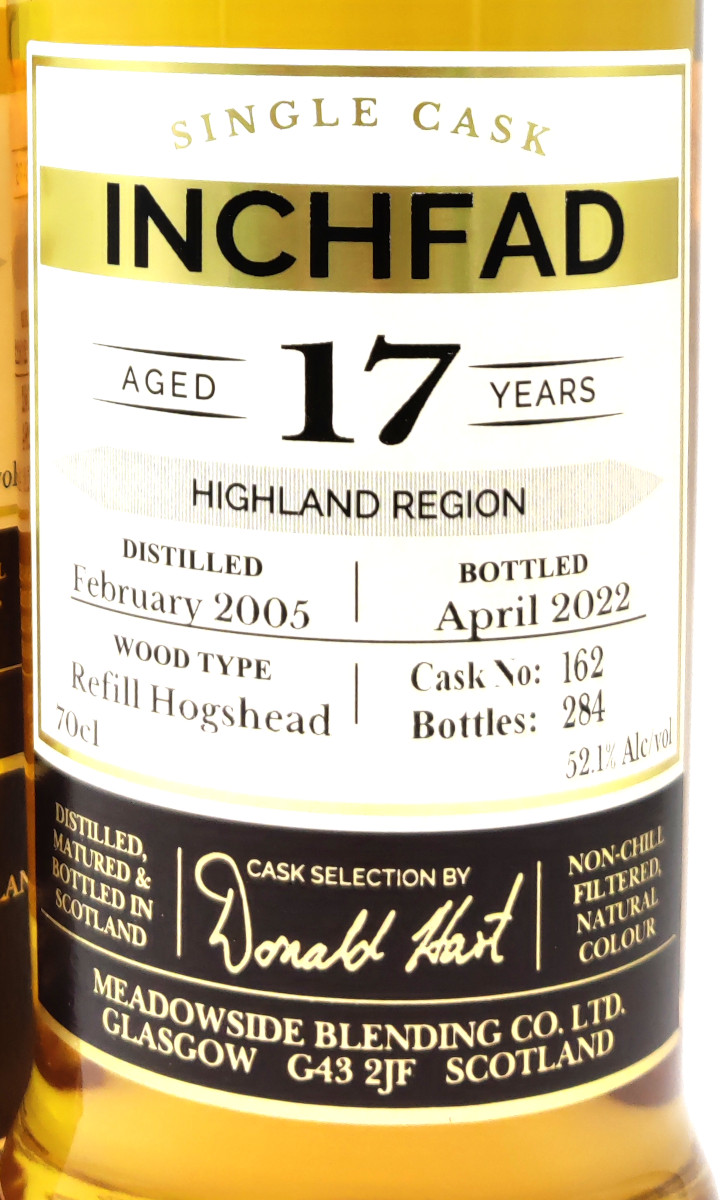 SINGLE CASK
INCHFAD
AGED 17 YEARS
HIGHLAND REGION
DISTILLED
February 2005
BOTTLED
April 2022
WOOD TYPE
Refill Hogshead
Cask No: 162
Bottles: 284
70cl
52.1% Alc/vol
DISTILLED,
MATURED &
BOTTLED IN
SCOTLAND
CASK SELECTION BY
Donald Hart
NON-CHILL
FILTERED,
NATURAL
COLOUR
MEADOWSIDE BLENDING CO. LTD.
GLASGOW G43 2JF SCOTLAND